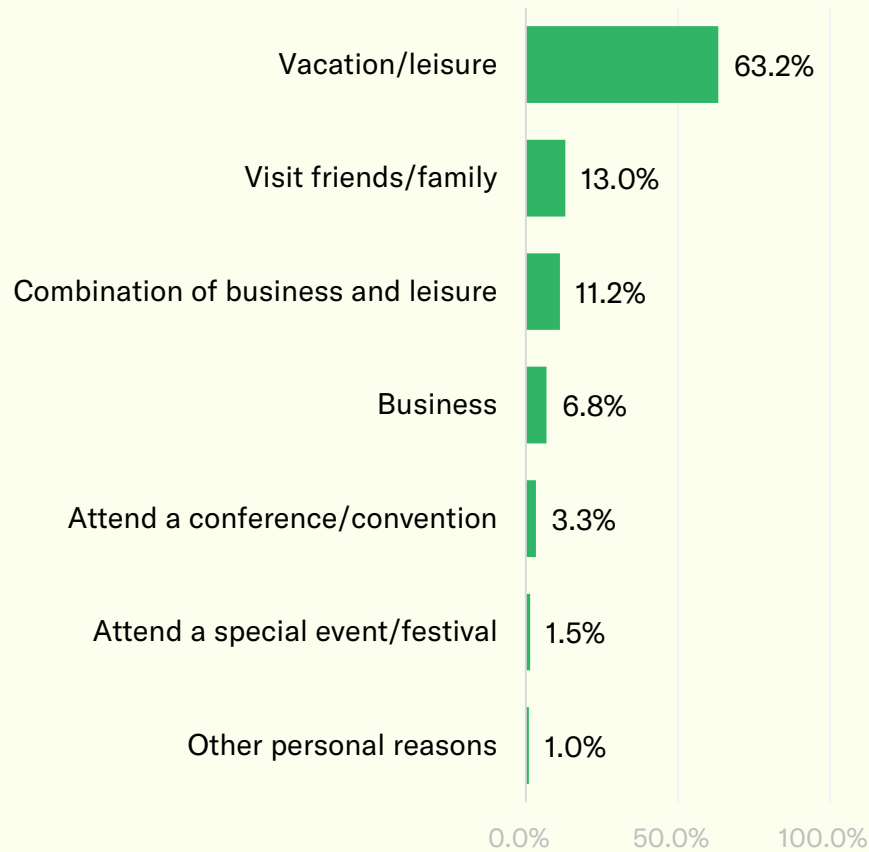 Vacation/leisure 63.2%
Visit friends/family 13.0%
Combination of business and leisure 11.2%
Business 6.8%
Attend a conference/convention 3.3%
Attend a special event/festival 1.5%
Other personal reasons 1.0%
0.0% 50.0% 100.0%